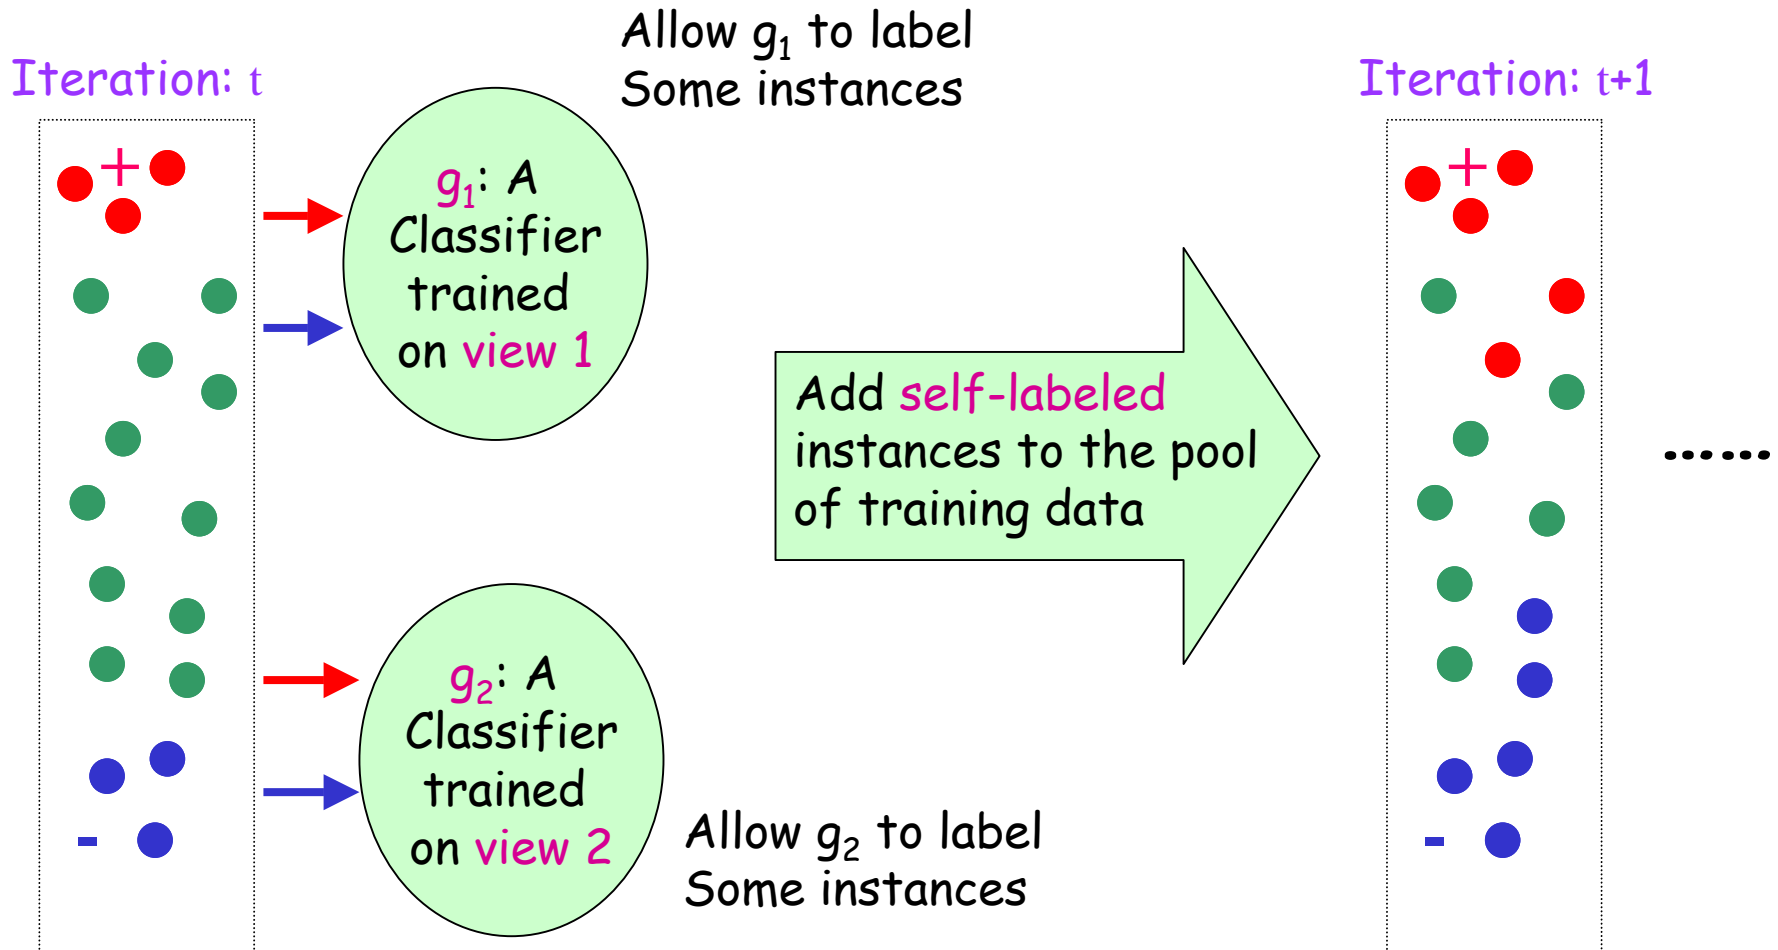 Iteration: t
+
-
g₁: A
Classifier
trained
on view 1
Allow g₁ to label
Some instances
g₂: A
Classifier
trained
on view 2
Allow g₂ to label
Some instances
Add self-labeled
instances to the pool
of training data
Iteration: t+1
+
-
......